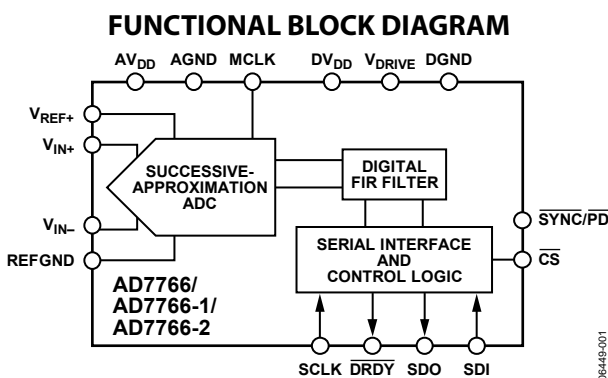 FUNCTIONAL BLOCK DIAGRAM
AVDD AGND MCLK DVDD VDRIVE DGND
VREF+
VIN+
VIN–
REFGND
SUCCESSIVE-
APPROXIMATION
ADC
DIGITAL
FIR FILTER
SERIAL INTERFACE
AND
CONTROL LOGIC
SYNC/PD
CS
AD7766/
AD7766-1/
AD7766-2
SCLK DRDY SDO SDI
06449-001